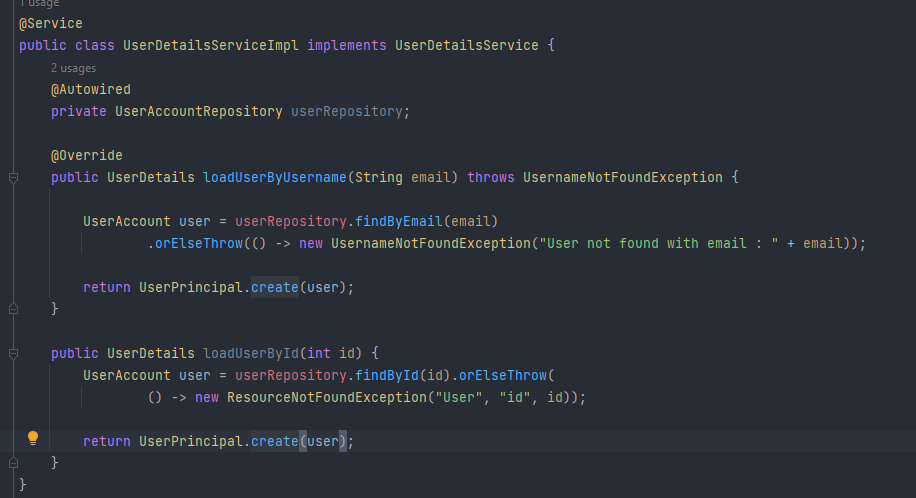 1 usage
@Service
public class UserDetailsServiceImpl implements UserDetailsService {
2 usages
@Autowired
private UserAccountRepository userRepository;
@Override
public UserDetails loadUserByUsername(String email) throws UsernameNotFoundException {
UserAccount user = userRepository.findByEmail(email)
.orElseThrow(() -> new UsernameNotFoundException("User not found with email : " + email));
return UserPrincipal.create(user);
}
public UserDetails loadUserById(int id) {
UserAccount user = userRepository.findById(id).orElseThrow(
() -> new ResourceNotFoundException("User", "id", id));
return UserPrincipal.create(user);
}
}